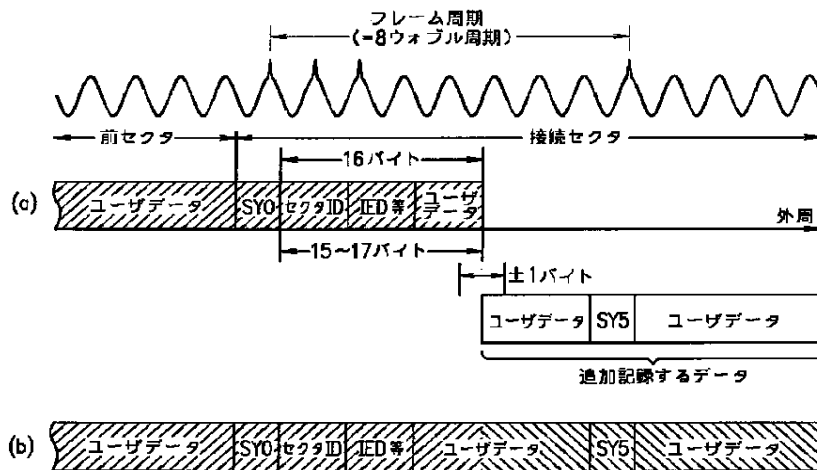 フレーム周期
(=8ウォブル周期)
前セクタ
接続セクタ
16バイト
(a)
ユーザデータ
SY0
セクタID
IED等
ユーザ
データ
外周
15~17バイト
±1バイト
ユーザデータ
SY5
ユーザデータ
追加記録するデータ
(b)
ユーザデータ
SY0
セクタID
IED等
ユーザデータ
SY5
ユーザデータ